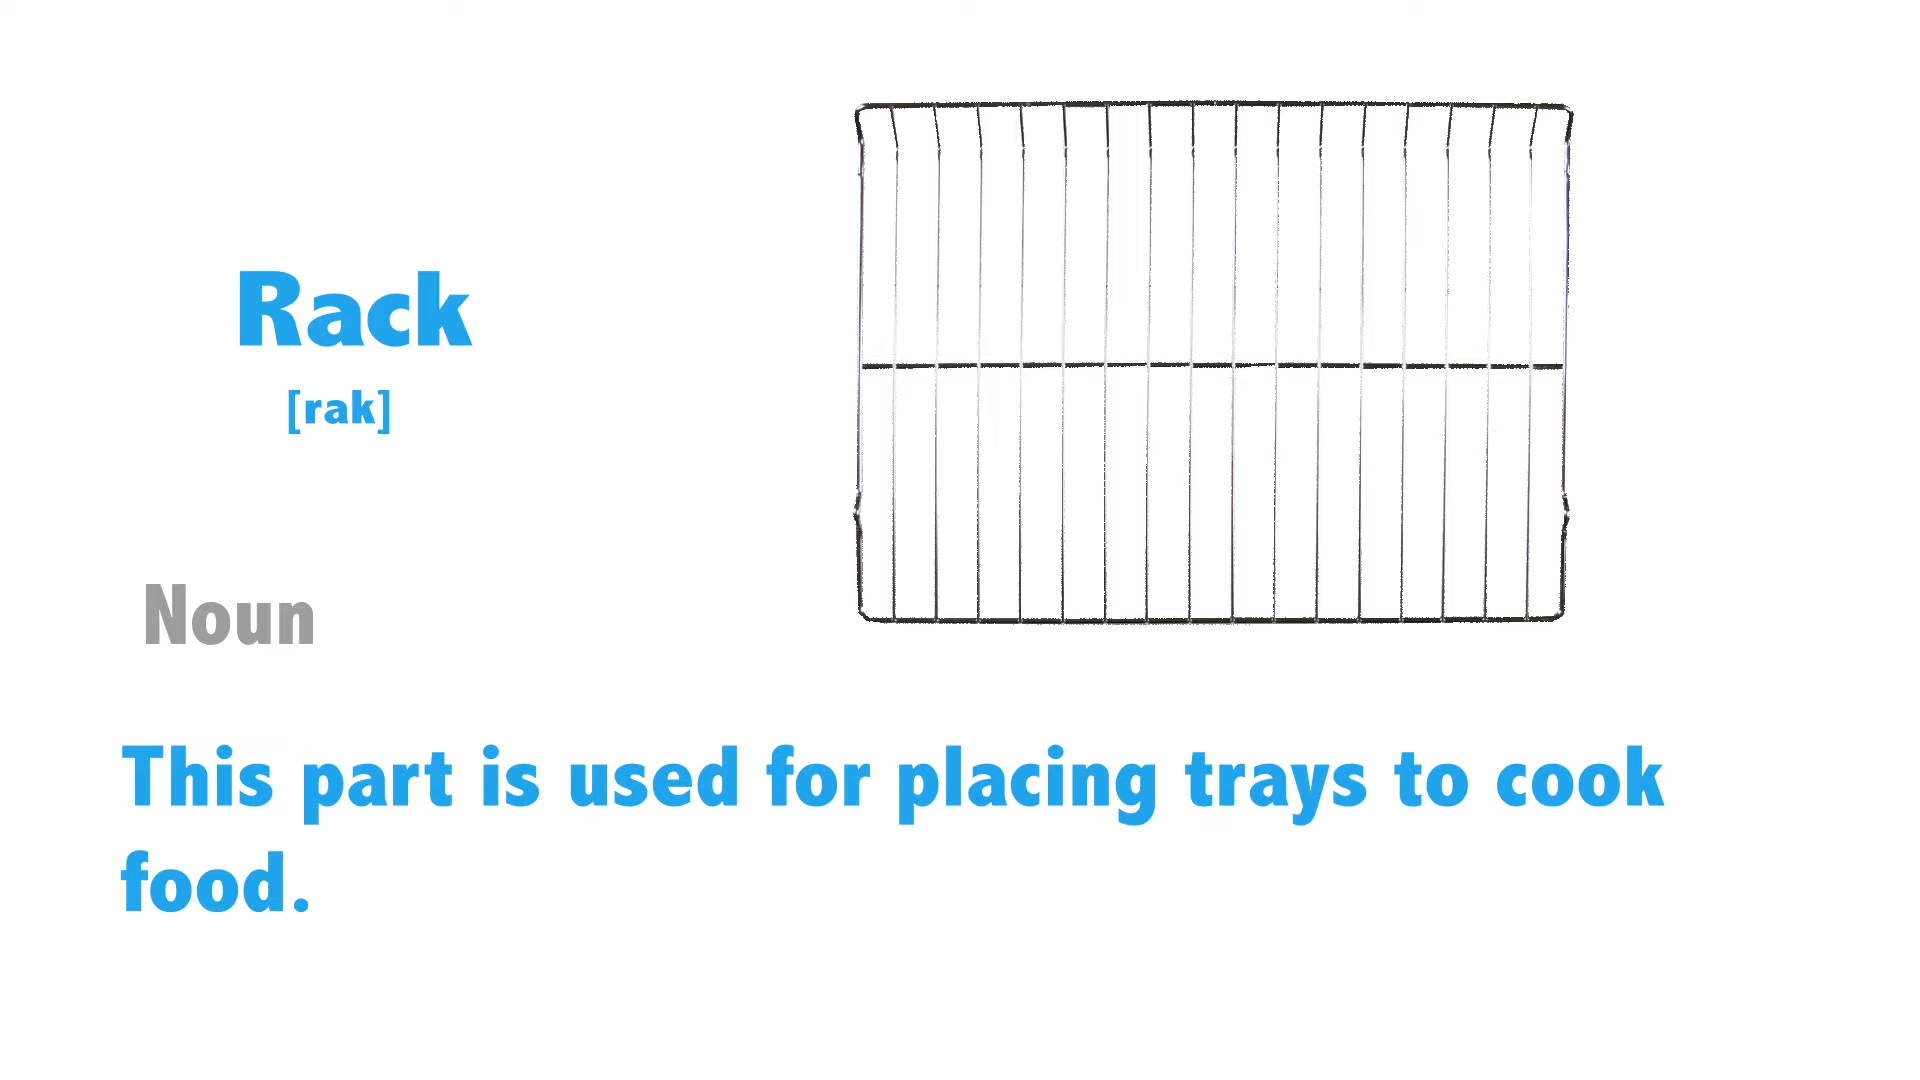 Rack
[rak]
Noun
This part is used for placing trays to cook
food.